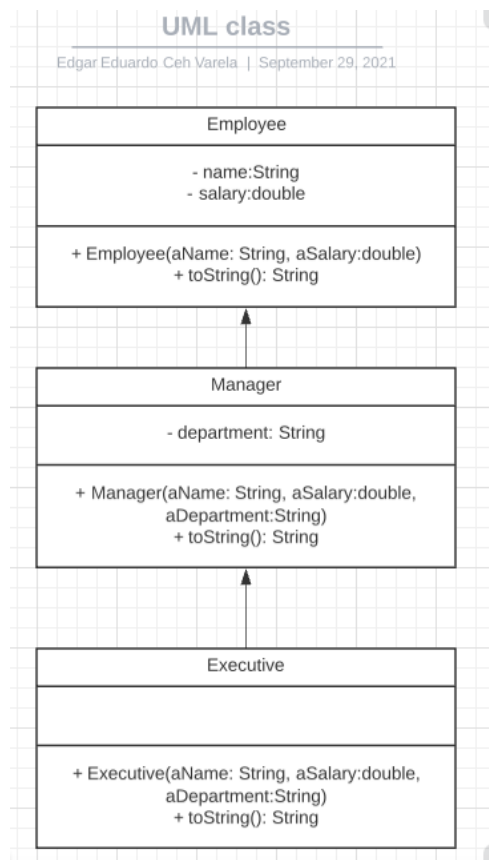 UML class
Edgar Eduardo Ceh Varela | September 29, 2021
Employee
- name:String
- salary:double
+ Employee(aName: String, aSalary:double)
+ toString(): String
Manager
- department: String
+ Manager(aName: String, aSalary:double,
aDepartment:String)
+ toString(): String
Executive
+ Executive(aName: String, aSalary:double,
aDepartment:String)
+ toString(): String